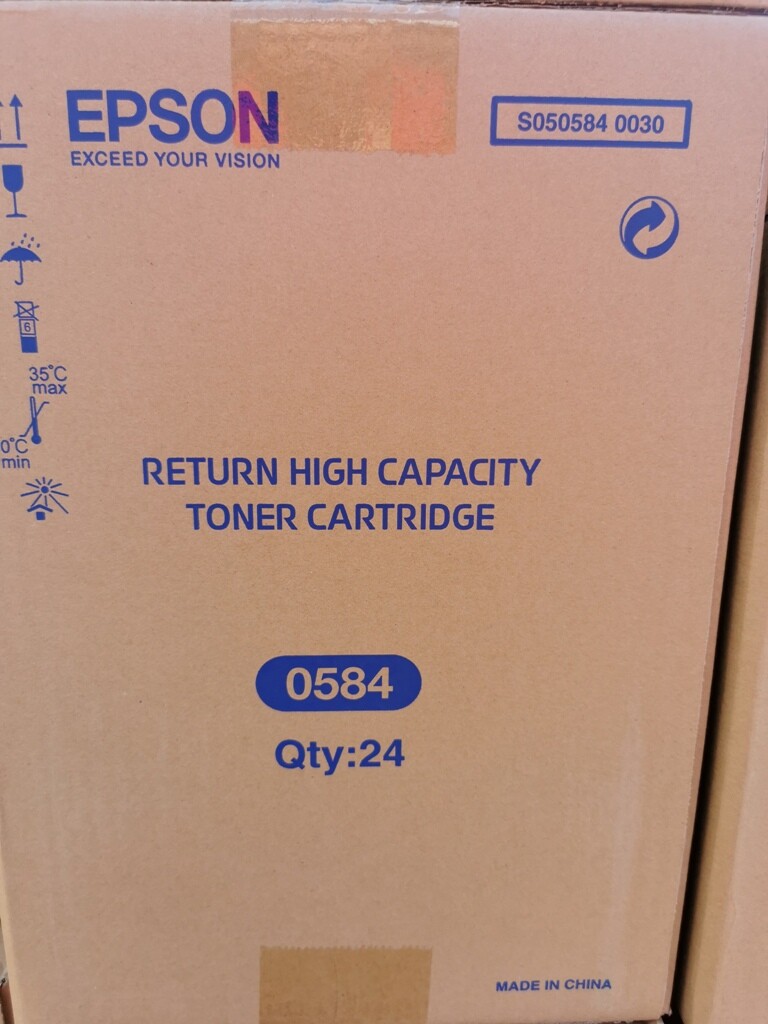 EPSON
EXCEED YOUR VISION
S050584 0030
6
35°C
max
0°C
min
RETURN HIGH CAPACITY
TONER CARTRIDGE
0584
Qty:24
MADE IN CHINA